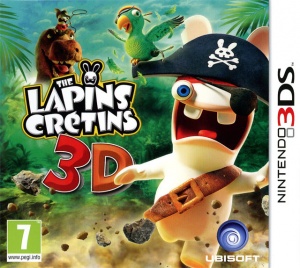 THE
LAPINS
CRÉTINS
3D
NINTENDO 3DS
7
www.pegi.info
UBISOFT